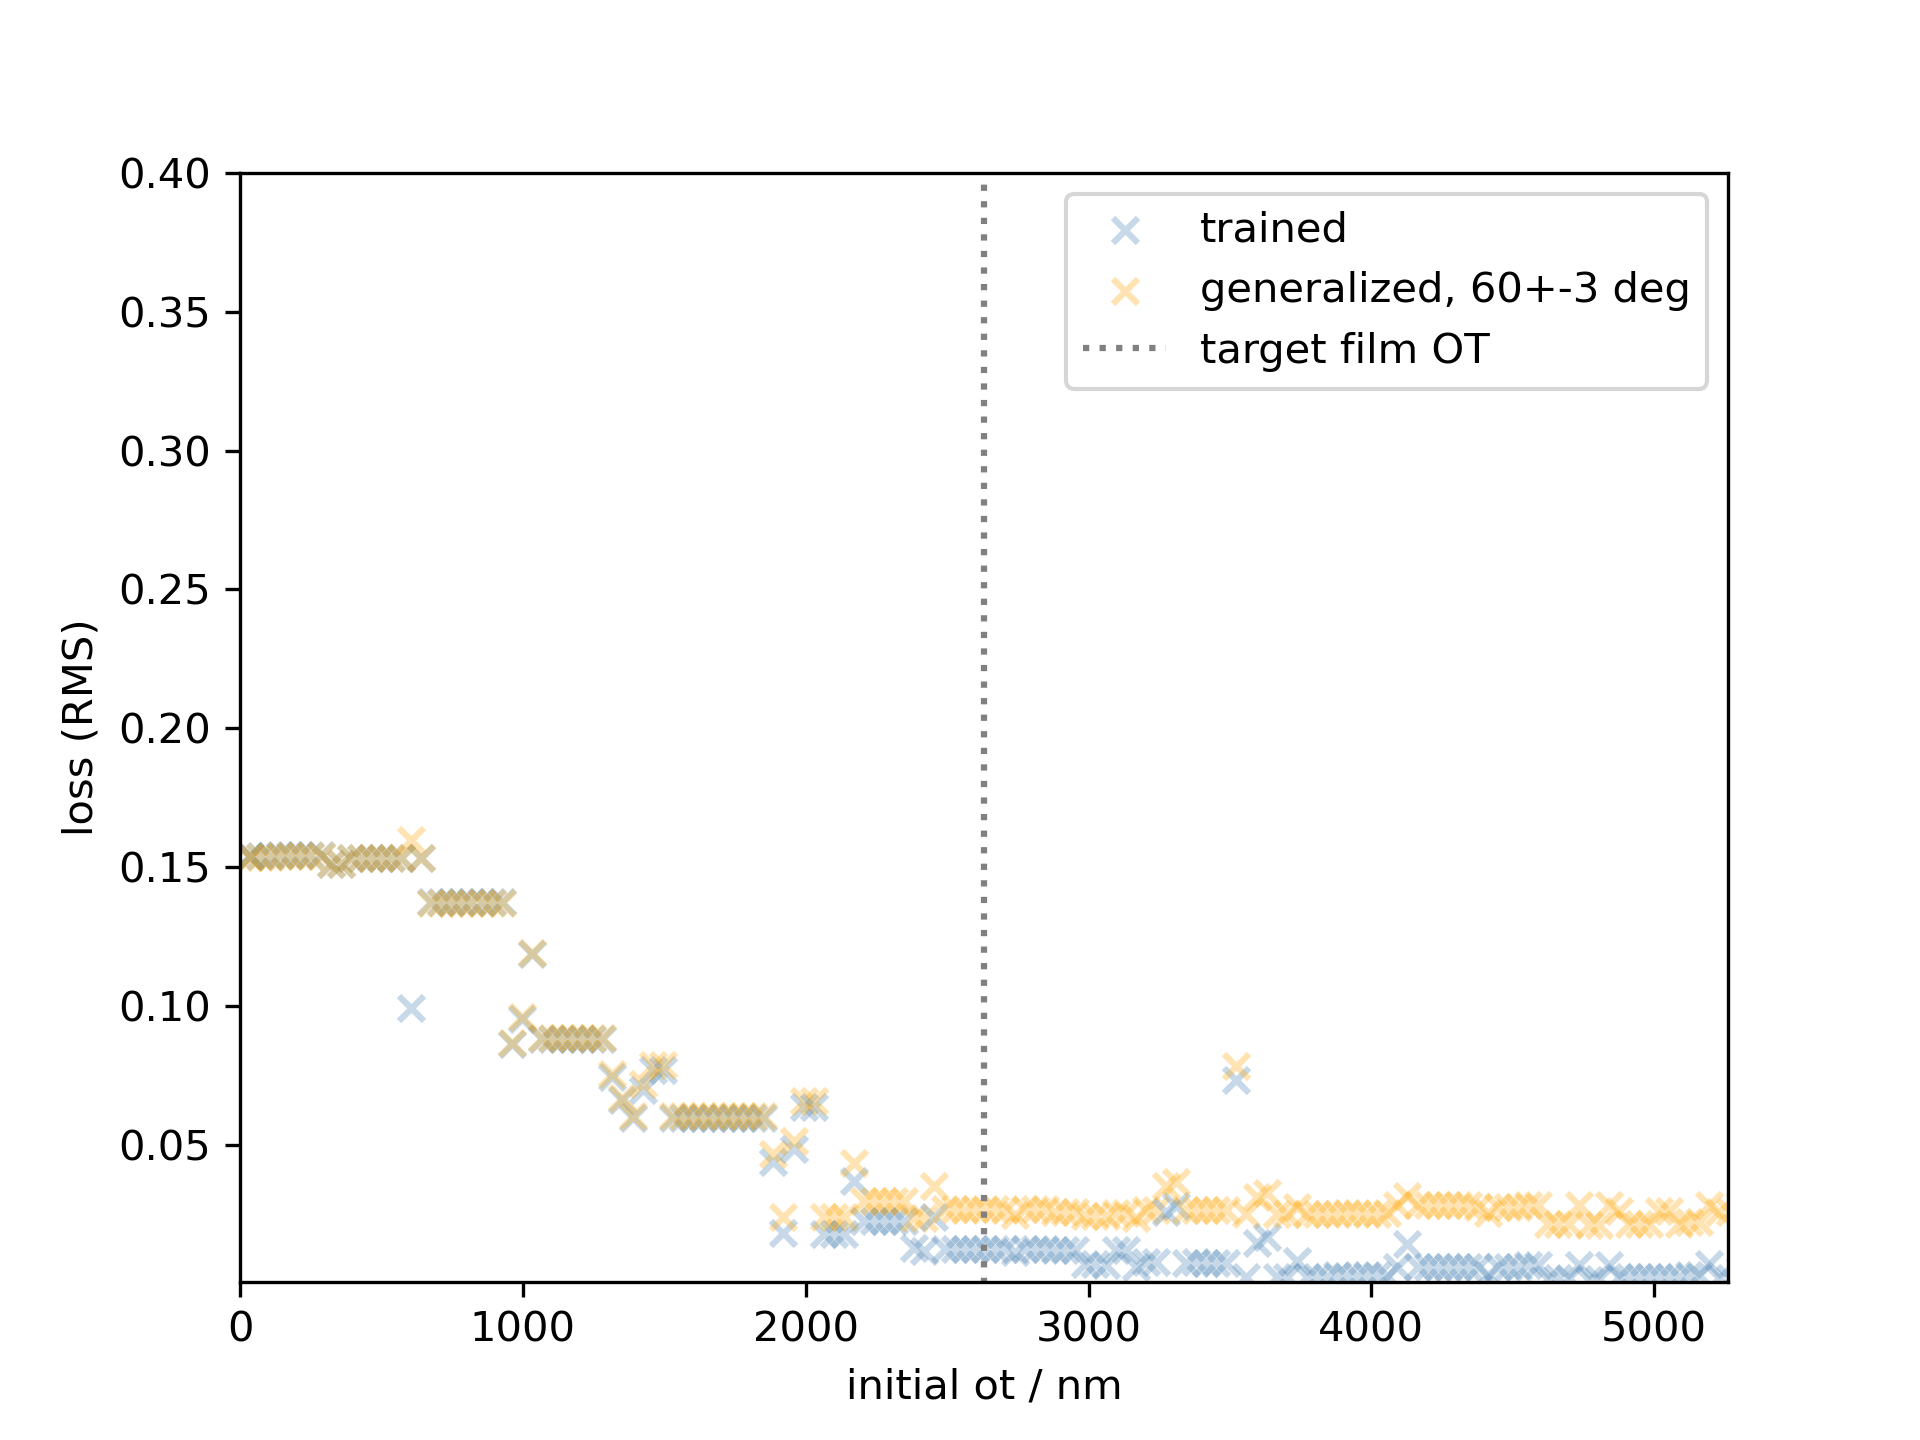 0.40
0.35
0.30
0.25
0.20
0.15
0.10
0.05
loss (RMS)
trained
generalized, 60+-3 deg
target film OT
0
1000
2000
3000
4000
5000
initial ot / nm